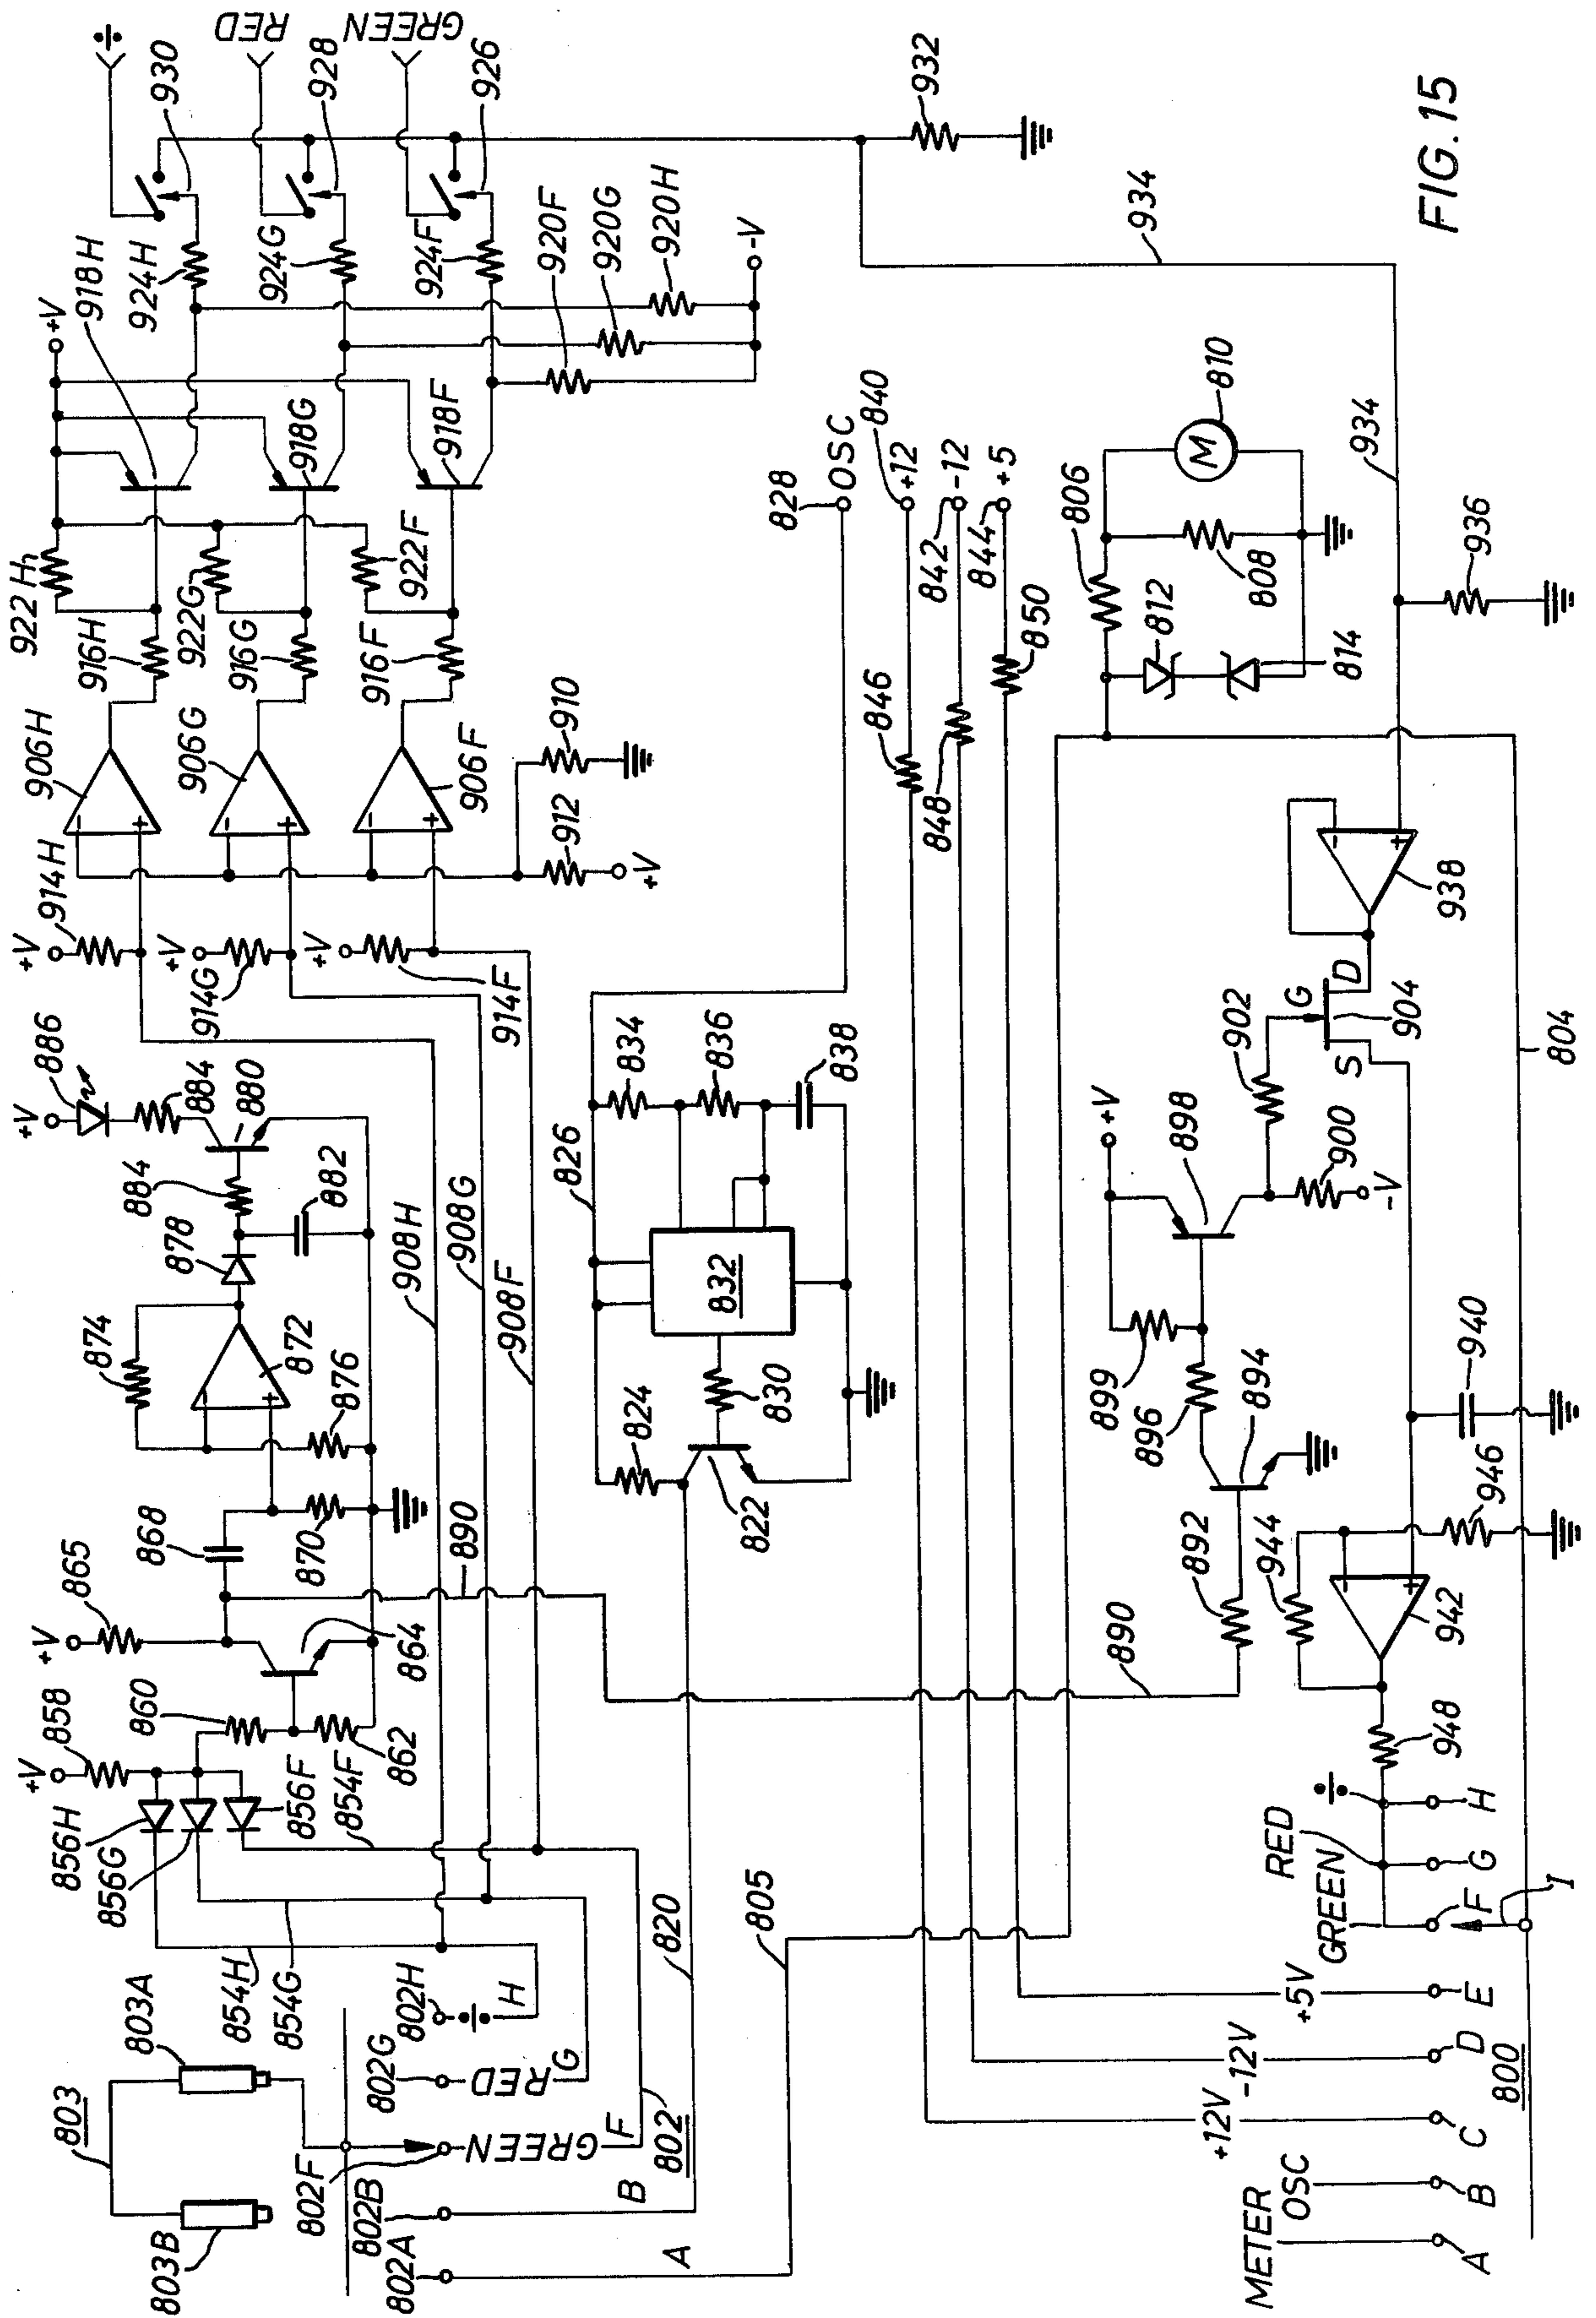 FIG. 15
803
803A
803B
802F
802B
802A
802G
802H
GREEN
RED
÷
A
B
F
G
H
802
820
805
854H
854G
854F
856H
856G
856F
+V
858
860
862
+V
865
864
868
870
890
872
874
876
878
882
884
880
884
886
+V
908H
908G
908F
+V
914H
+V
914G
+V
914F
906H
906G
906F
-
+
-
+
-
+
910
912
+V
916H
916G
916F
922H
922G
922F
+V
918H
918G
918F
924H
924G
924F
920F
920G
920H
-V
÷
930
RED
928
GREEN
926
932
934
826
824
822
830
832
834
836
838
828
OSC
840
+12
842
-12
844
+5
846
848
850
806
808
810
M
812
814
934
936
938
-
+
904
G
D
S
902
900
-V
898
+V
899
896
894
892
890
804
940
942
-
+
944
946
948
METER
OSC
+12V
-12V
+5V
GREEN
RED
÷
A
B
C
D
E
F
G
H
I
800